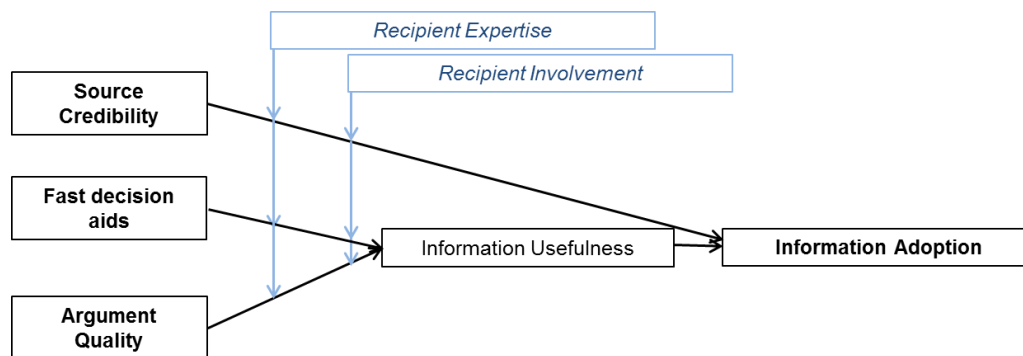 Recipient Expertise
Recipient Involvement
Source
Credibility
Fast decision
aids
Information Usefulness
Information Adoption
Argument
Quality